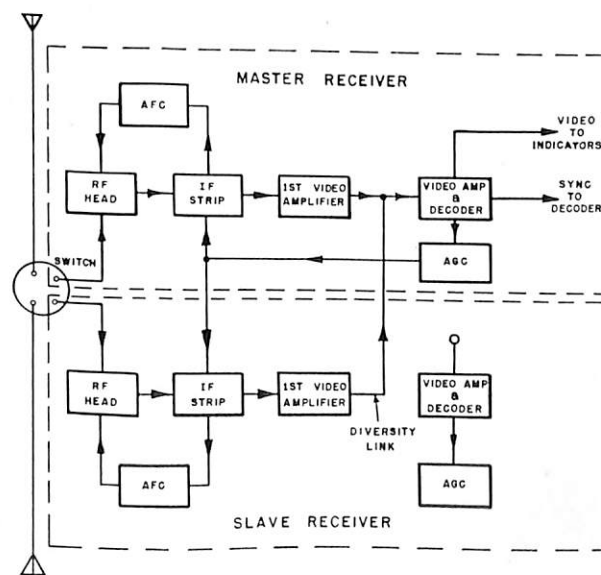 MASTER RECEIVER
AFC
VIDEO
TO
INDICATORS
RF
HEAD
IF
STRIP
1ST VIDEO
AMPLIFIER
VIDEO AMP
&
DECODER
SYNC
TO
DECODER
SWITCH
AGC
RF
HEAD
IF
STRIP
1ST VIDEO
AMPLIFIER
VIDEO AMP
&
DECODER
DIVERSITY
LINK
AFC
AGC
SLAVE RECEIVER